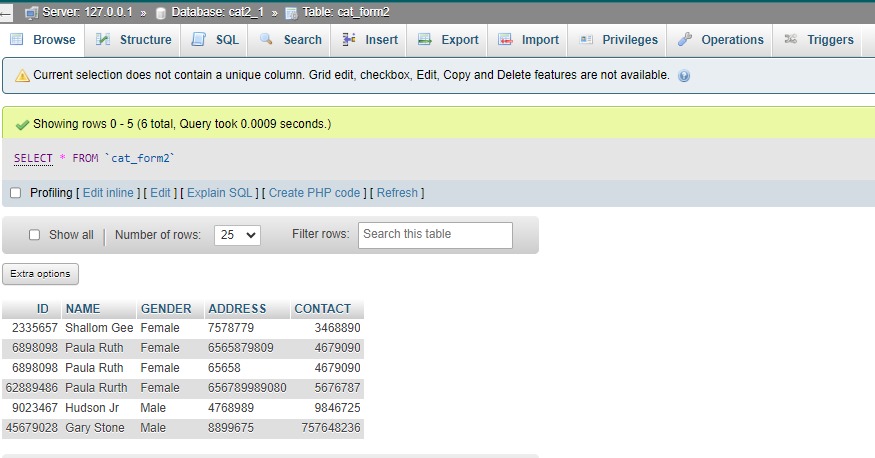 Server: 127.0.0.1 » Database: cat2_1 » Table: cat_form2
Browse Structure SQL Search Insert Export Import Privileges Operations Triggers
Current selection does not contain a unique column. Grid edit, checkbox, Edit, Copy and Delete features are not available.
Showing rows 0 - 5 (6 total, Query took 0.0009 seconds.)
SELECT * FROM `cat_form2`
Profiling [ Edit inline ] [ Edit ] [ Explain SQL ] [ Create PHP code ] [ Refresh ]
Show all | Number of rows: 25 Filter rows: Search this table
Extra options
ID NAME GENDER ADDRESS CONTACT
2335657 Shallom Gee Female 7578779 3468890
6898098 Paula Ruth Female 6565879809 4679090
6898098 Paula Ruth Female 65658 4679090
62889486 Paula Rurth Female 656789989080 5676787
9023467 Hudson Jr Male 4768989 9846725
45679028 Gary Stone Male 8899675 757648236